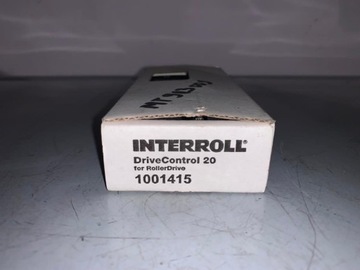 INTERROLL
DriveControl 20
for RollerDrive
1001415